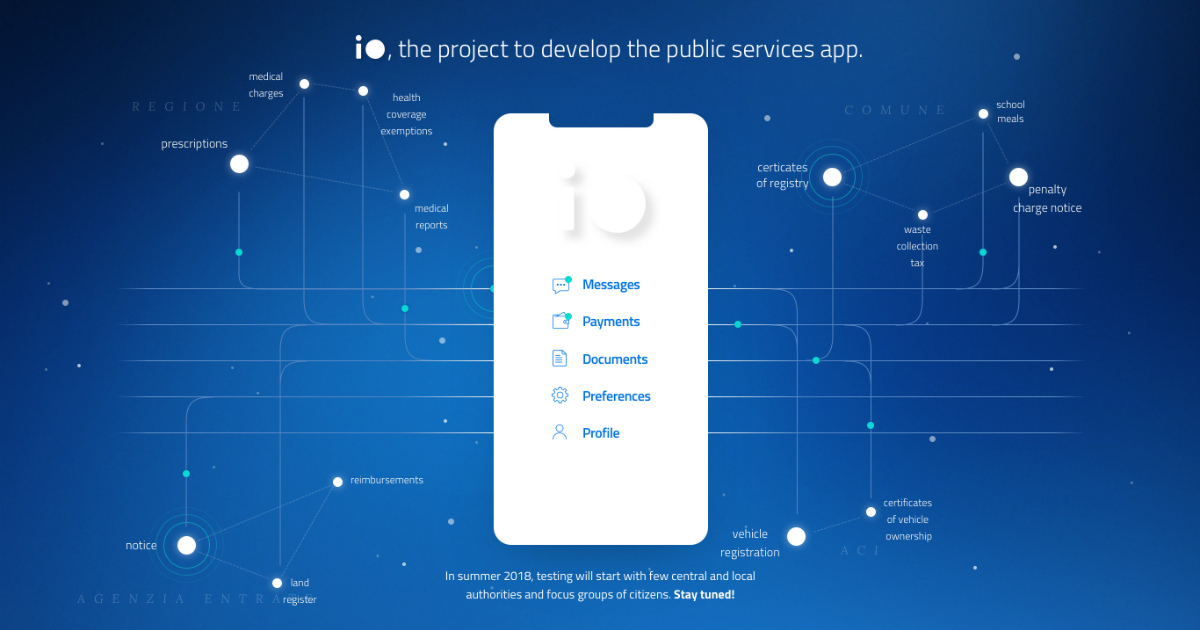 io, the project to develop the public services app.
REGIONE
medical
charges
health
coverage
exemptions
prescriptions
medical
reports
COMUNE
school
meals
certicates
of registry
penalty
charge notice
waste
collection
tax
io
Messages
Payments
Documents
Preferences
Profile
reimbursements
notice
land
register
AGENZIA ENTRATE
vehicle
registration
certificates
of vehicle
ownership
ACI
In summer 2018, testing will start with few central and local
authorities and focus groups of citizens. Stay tuned!